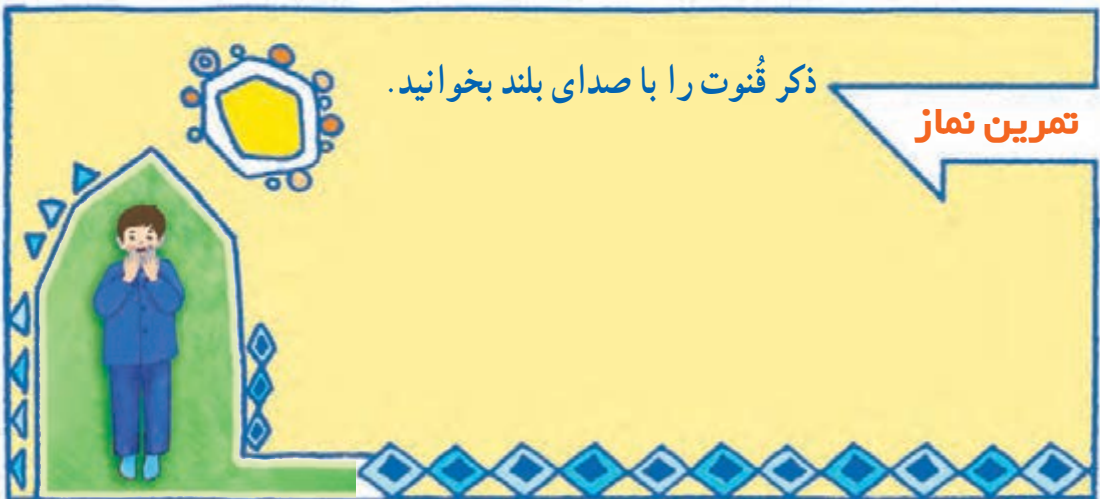 تمرین نماز
ذکر قُنوت را با صدای بلند بخوانید.